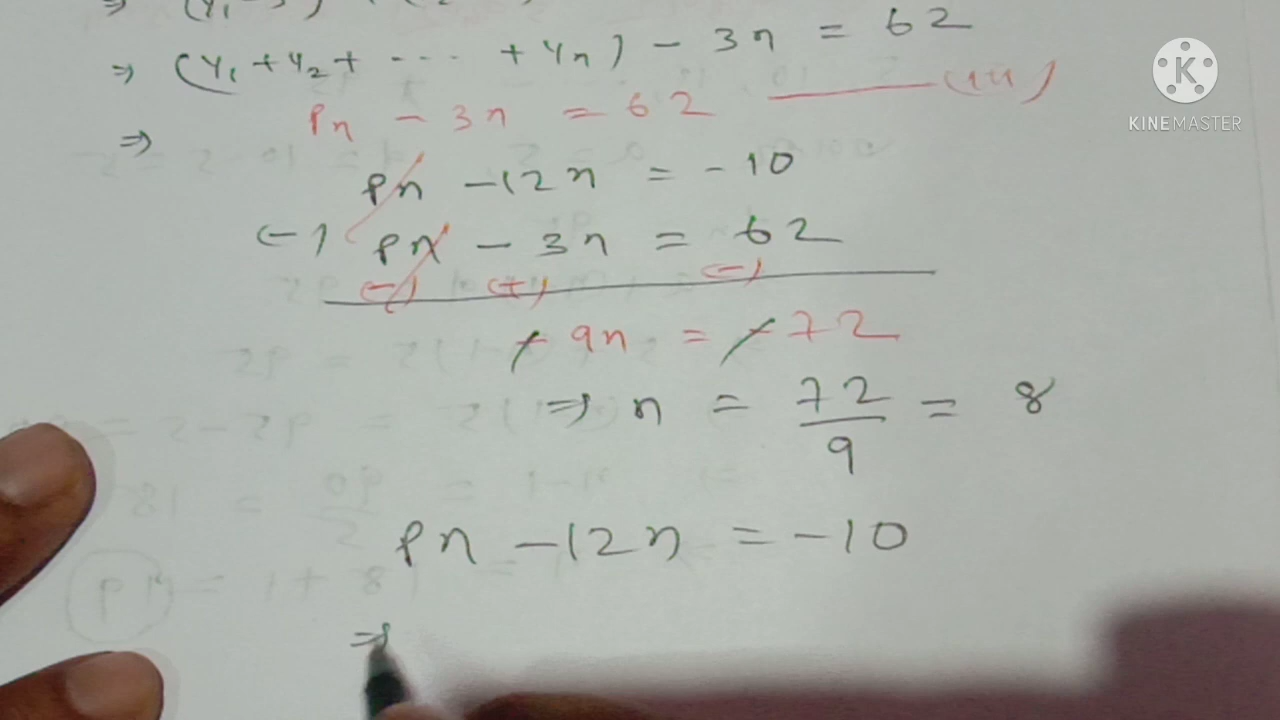 ⇒ (y₁ + y₂ + ---- + yn) - 3n = 62
⇒ Pn - 3n = 62 ——— (iii)
Pn - 12n = -10
(-) Pn - 3n = 62
(-) (+) (-)
- 9n = - 72
⇒ n = 72/9 = 8
Pn - 12n = -10
⇒
K
KINEMASTER